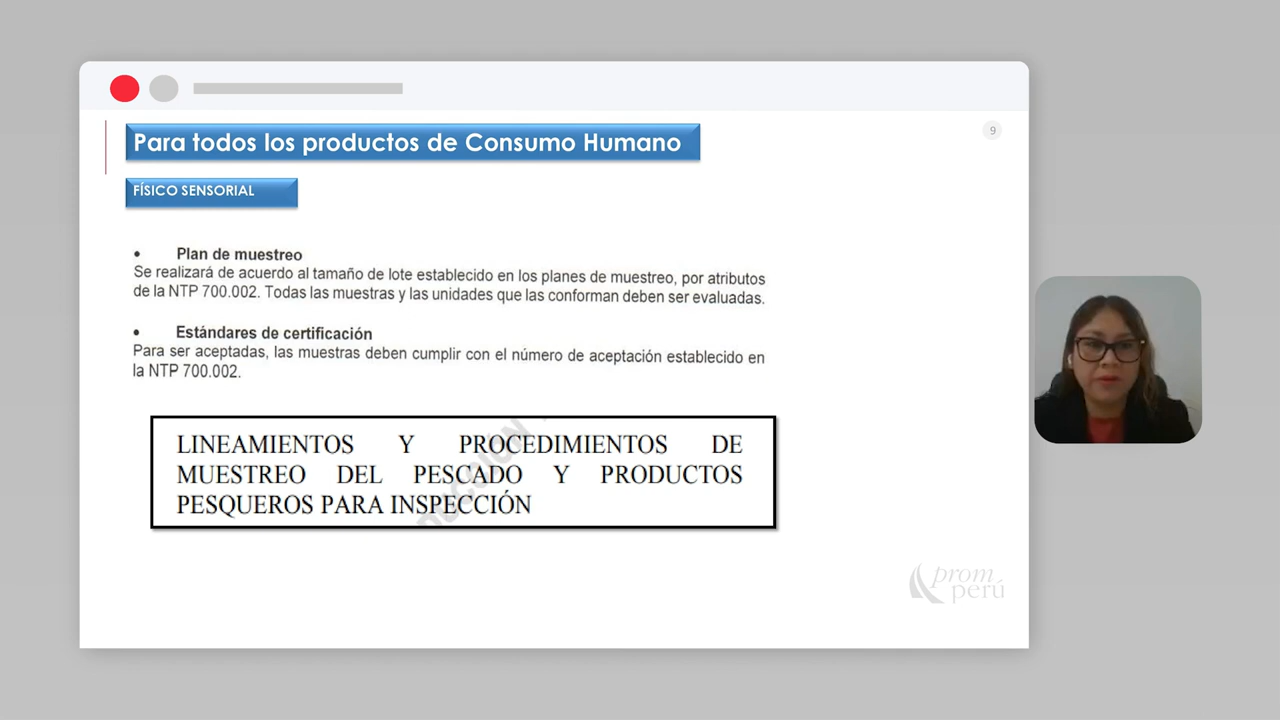 Para todos los productos de Consumo Humano
9
FÍSICO SENSORIAL
• Plan de muestreo
Se realizará de acuerdo al tamaño de lote establecido en los planes de muestreo, por atributos
de la NTP 700.002. Todas las muestras y las unidades que las conforman deben ser evaluadas.
• Estándares de certificación
Para ser aceptadas, las muestras deben cumplir con el número de aceptación establecido en
la NTP 700.002.
LINEAMIENTOS Y PROCEDIMIENTOS DE
MUESTREO DEL PESCADO Y PRODUCTOS
PESQUEROS PARA INSPECCIÓN
prom
perú